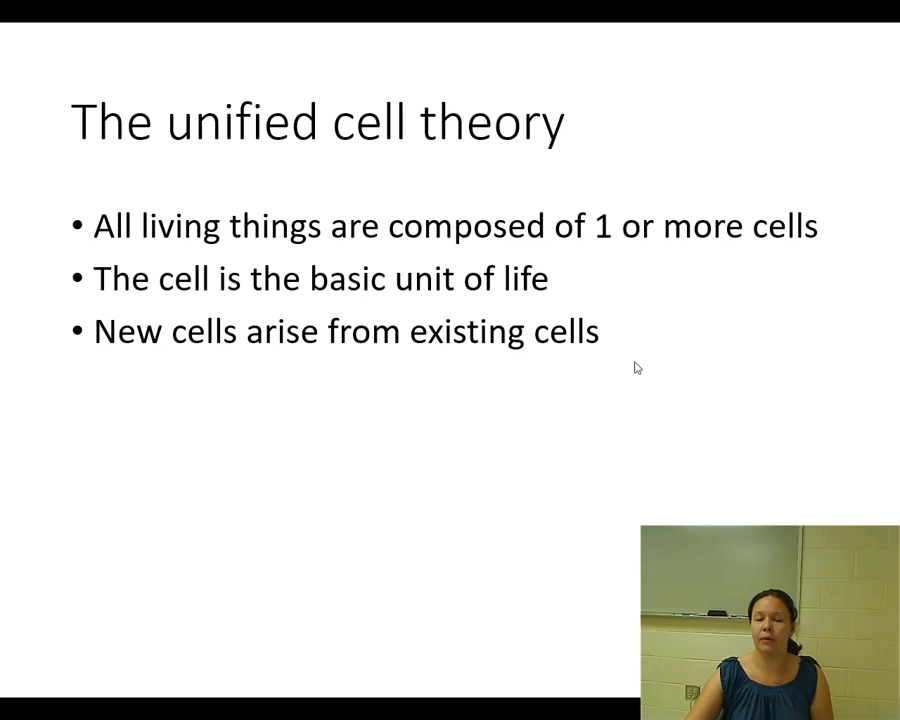 The unified cell theory
• All living things are composed of 1 or more cells
• The cell is the basic unit of life
• New cells arise from existing cells